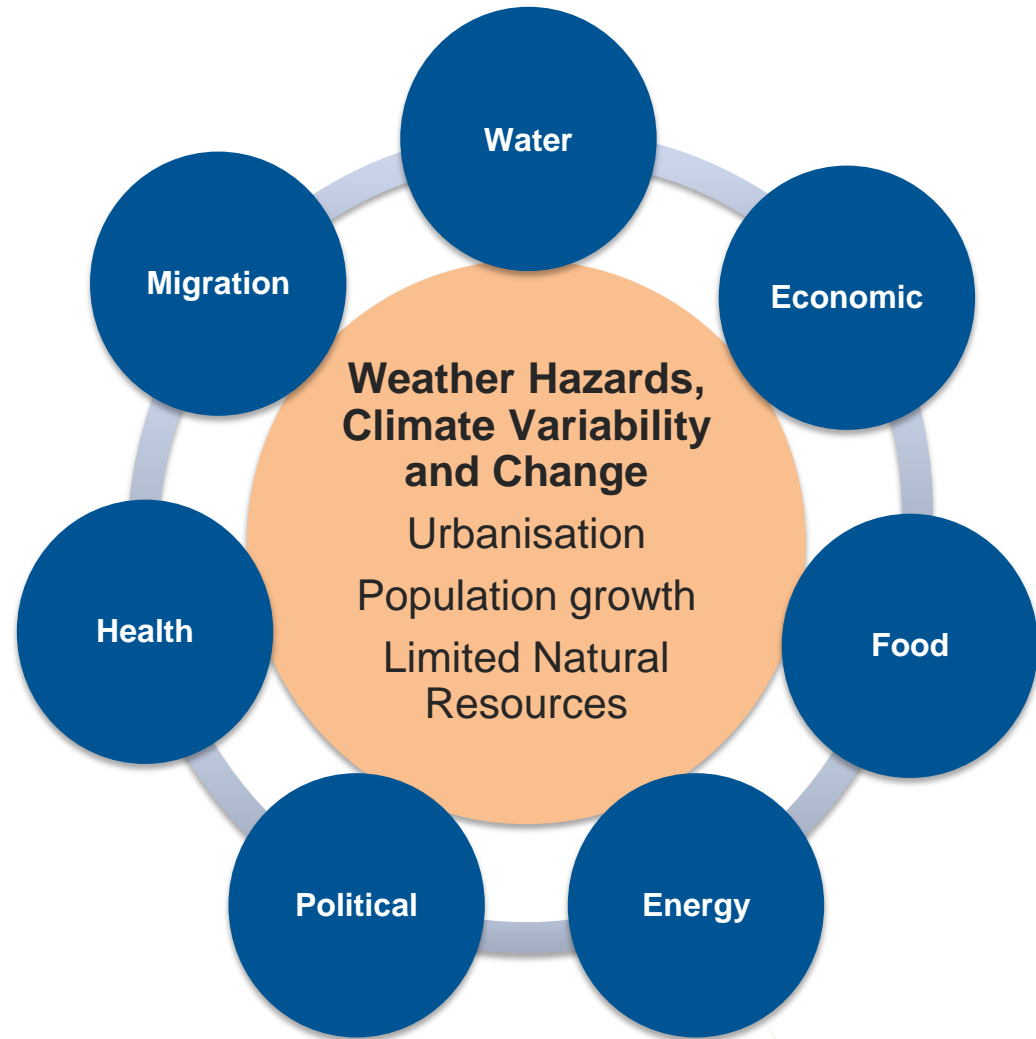 Water
Migration
Economic
Weather Hazards,
Climate Variability
and Change
Urbanisation
Population growth
Limited Natural
Resources
Health
Food
Political
Energy